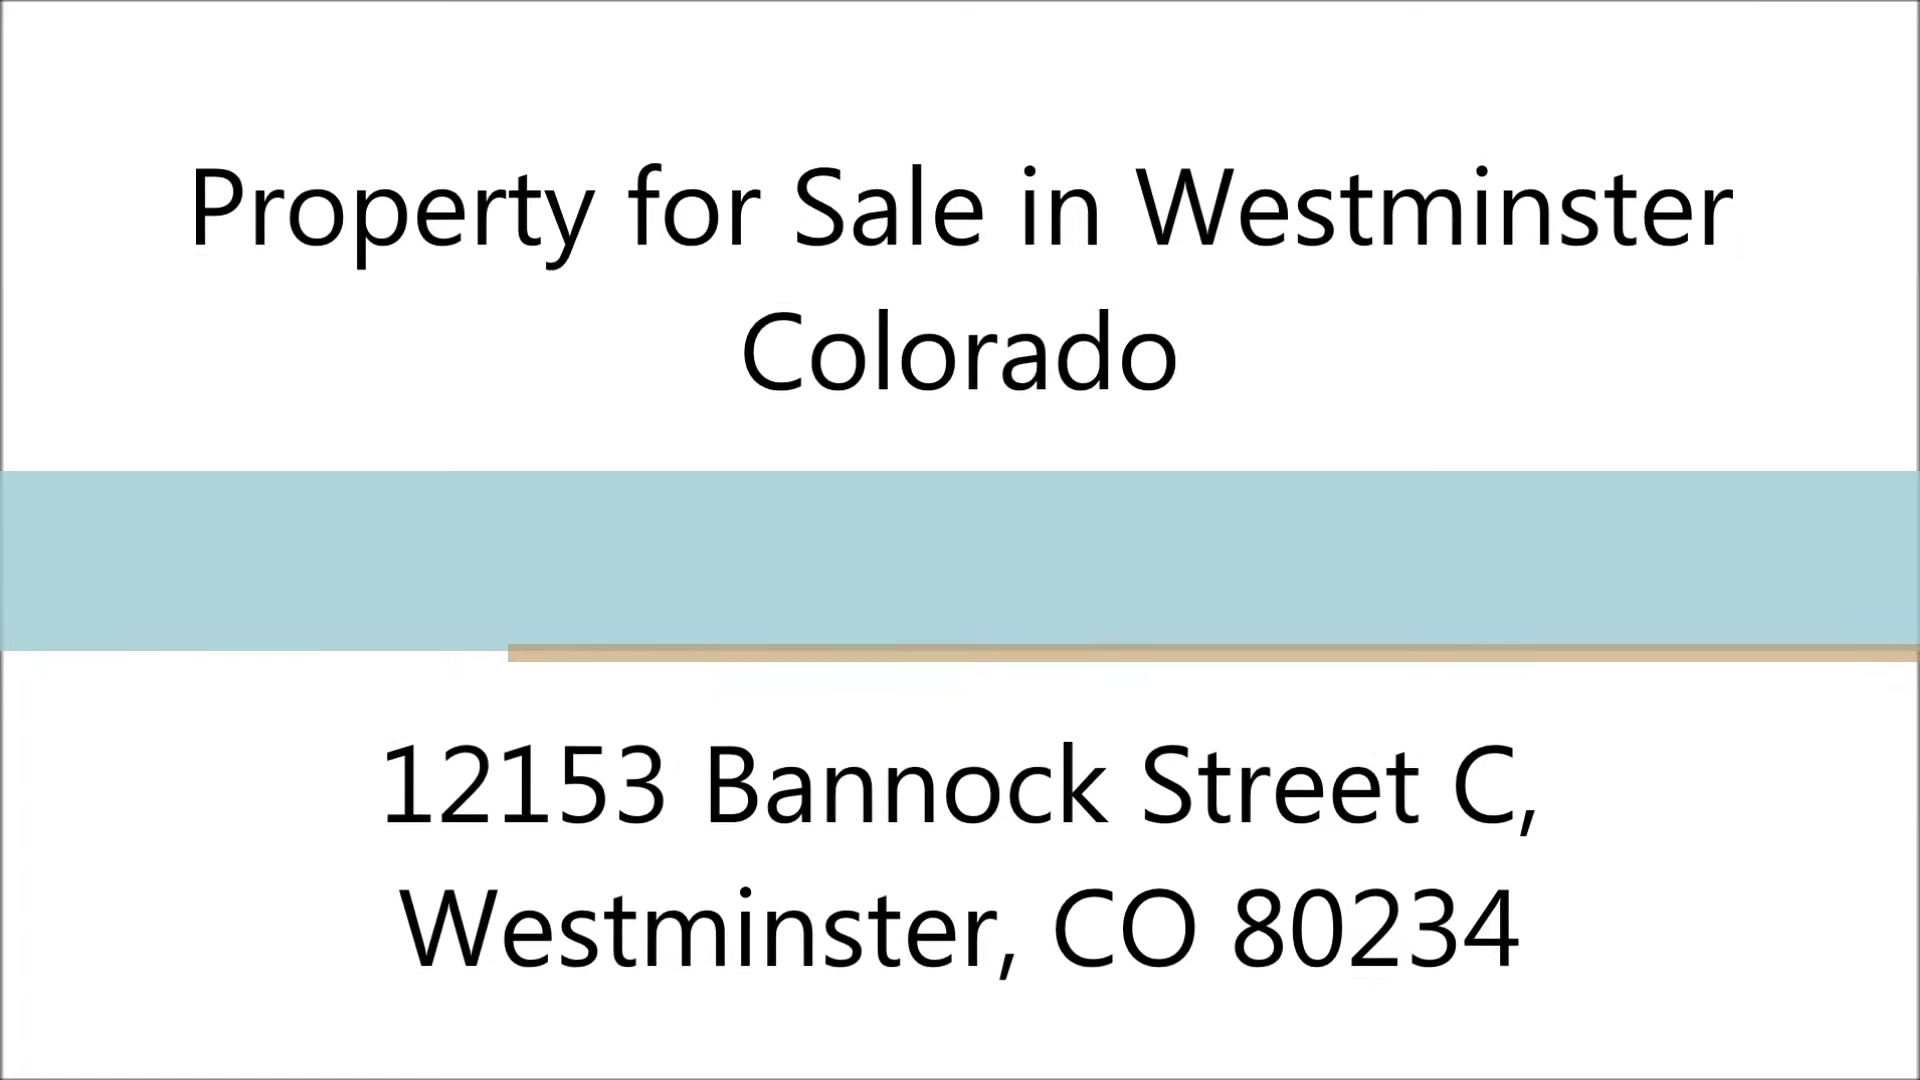 Property for Sale in Westminster
Colorado
12153 Bannock Street C,
Westminster, CO 80234